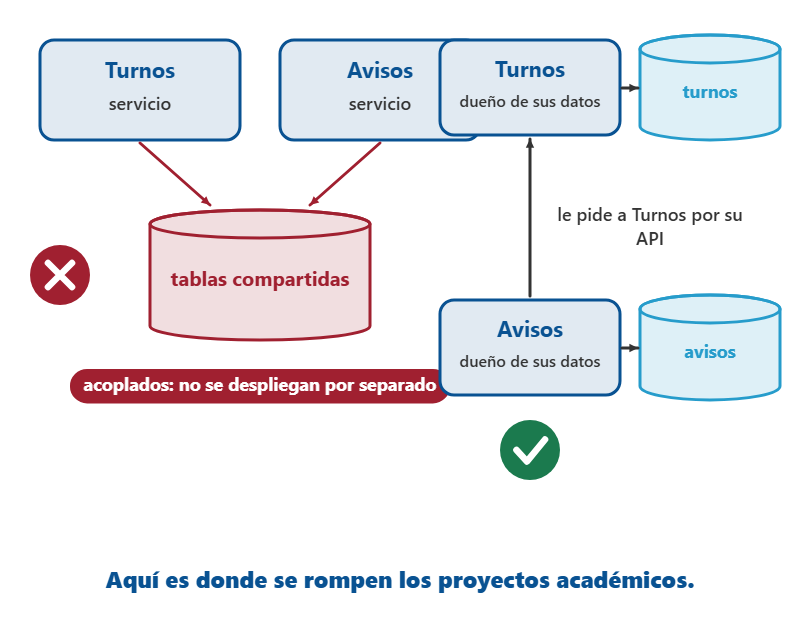 Turnos
servicio
Avisos
servicio
tablas compartidas
acoplados: no se despliegan por separado
Turnos
dueño de sus datos
turnos
le pide a Turnos por su
API
Avisos
dueño de sus datos
avisos
Aquí es donde se rompen los proyectos académicos.